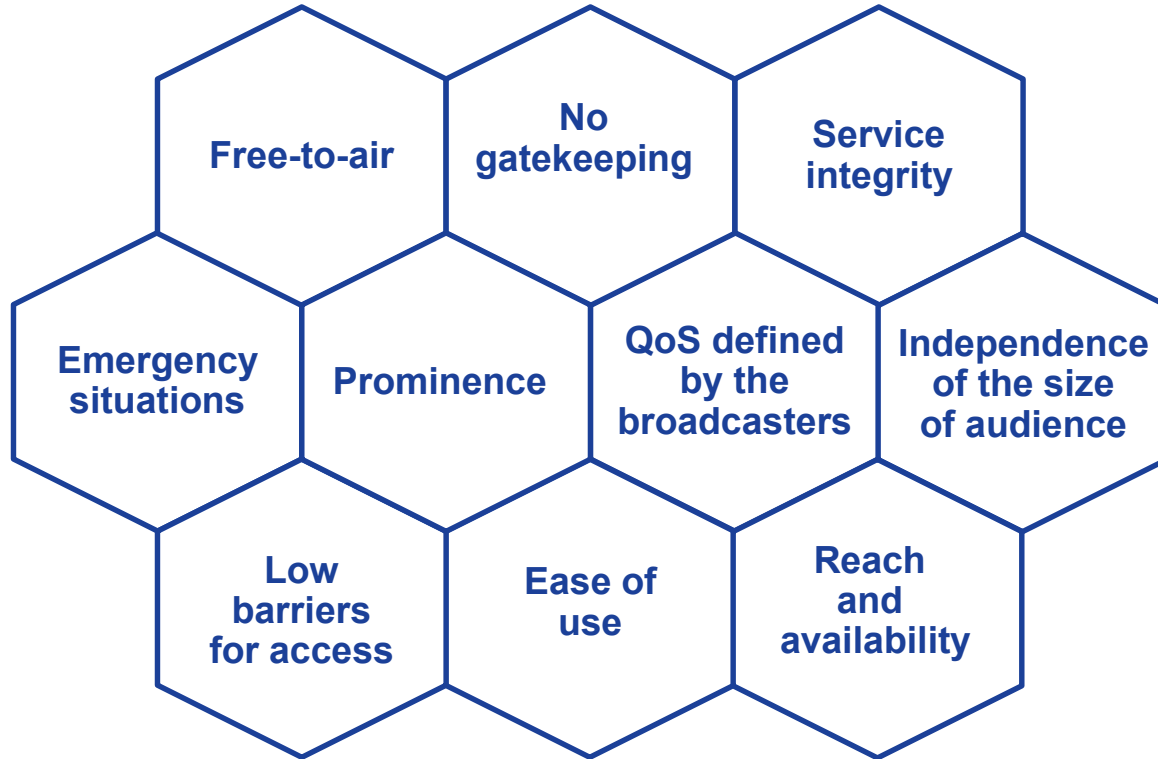 Free-to-air
No
gatekeeping
Service
integrity
Emergency
situations
Prominence
QoS defined
by the
broadcasters
Independence
of the size
of audience
Low
barriers
for access
Ease of
use
Reach
and
availability